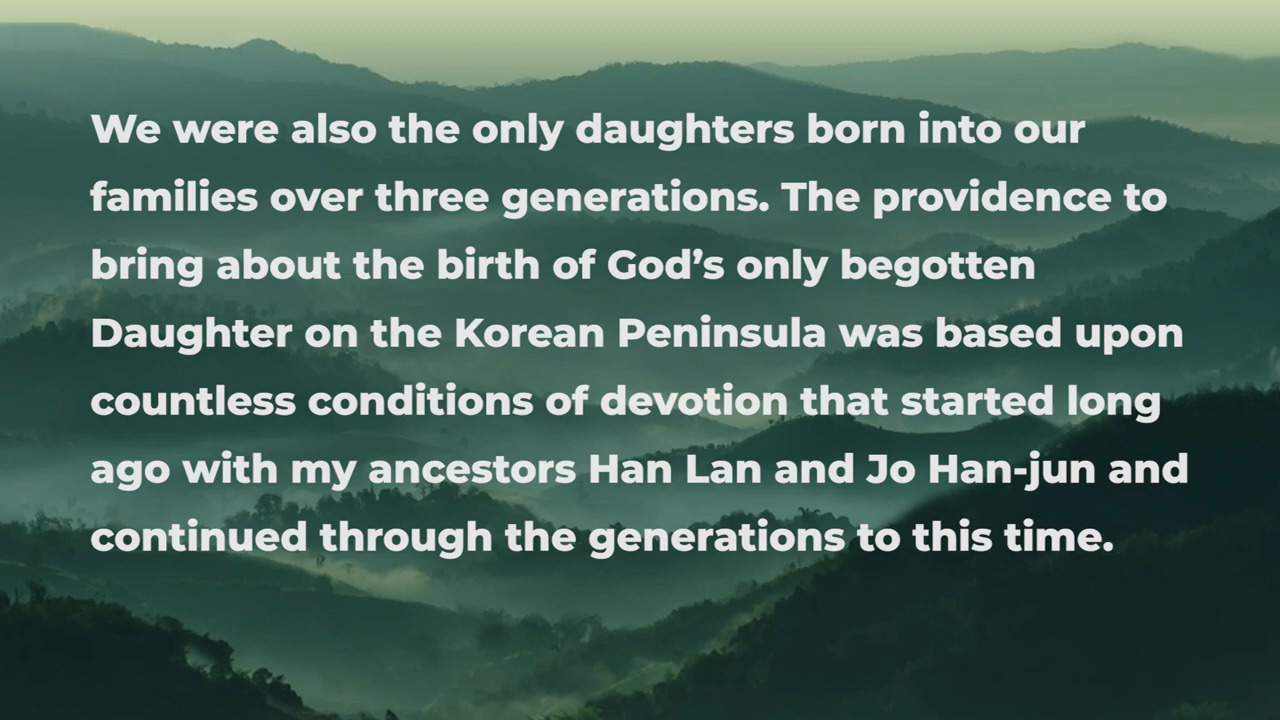 We were also the only daughters born into our
families over three generations. The providence to
bring about the birth of God’s only begotten
Daughter on the Korean Peninsula was based upon
countless conditions of devotion that started long
ago with my ancestors Han Lan and Jo Han-jun and
continued through the generations to this time.